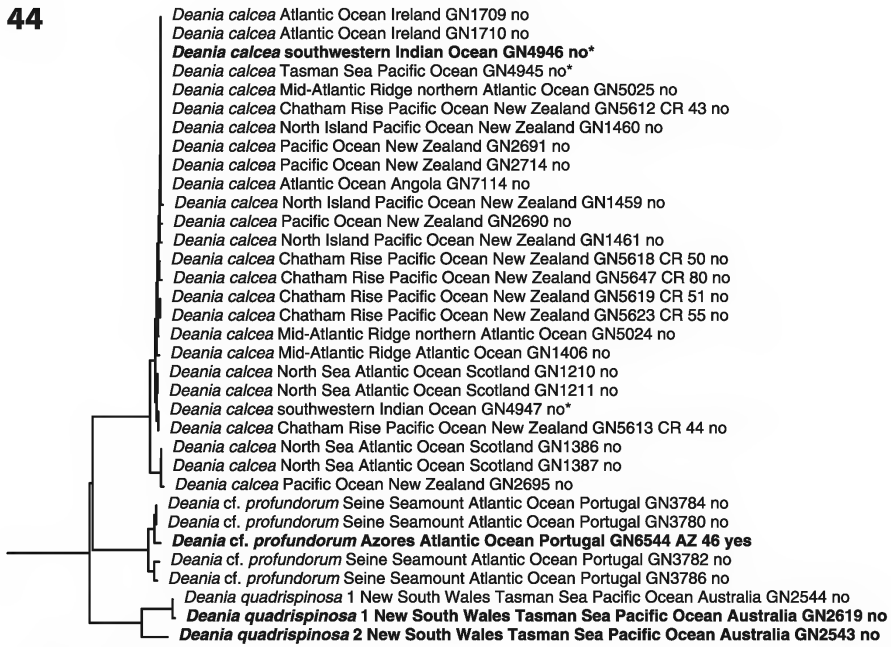 44
Deania calcea Atlantic Ocean Ireland GN1709 no
Deania calcea Atlantic Ocean Ireland GN1710 no
Deania calcea southwestern Indian Ocean GN4946 no*
Deania calcea Tasman Sea Pacific Ocean GN4945 no*
Deania calcea Mid-Atlantic Ridge northern Atlantic Ocean GN5025 no
Deania calcea Chatham Rise Pacific Ocean New Zealand GN5612 CR 43 no
Deania calcea North Island Pacific Ocean New Zealand GN1460 no
Deania calcea Pacific Ocean New Zealand GN2691 no
Deania calcea Pacific Ocean New Zealand GN2714 no
Deania calcea Atlantic Ocean Angola GN7114 no
Deania calcea North Island Pacific Ocean New Zealand GN1459 no
Deania calcea Pacific Ocean New Zealand GN2690 no
Deania calcea North Island Pacific Ocean New Zealand GN1461 no
Deania calcea Chatham Rise Pacific Ocean New Zealand GN5618 CR 50 no
Deania calcea Chatham Rise Pacific Ocean New Zealand GN5647 CR 80 no
Deania calcea Chatham Rise Pacific Ocean New Zealand GN5619 CR 51 no
Deania calcea Chatham Rise Pacific Ocean New Zealand GN5623 CR 55 no
Deania calcea Mid-Atlantic Ridge northern Atlantic Ocean GN5024 no
Deania calcea Mid-Atlantic Ridge Atlantic Ocean GN1406 no
Deania calcea North Sea Atlantic Ocean Scotland GN1210 no
Deania calcea North Sea Atlantic Ocean Scotland GN1211 no
Deania calcea southwestern Indian Ocean GN4947 no*
Deania calcea Chatham Rise Pacific Ocean New Zealand GN5613 CR 44 no
Deania calcea North Sea Atlantic Ocean Scotland GN1386 no
Deania calcea North Sea Atlantic Ocean Scotland GN1387 no
Deania calcea Pacific Ocean New Zealand GN2695 no
Deania cf. profundorum Seine Seamount Atlantic Ocean Portugal GN3784 no
Deania cf. profundorum Seine Seamount Atlantic Ocean Portugal GN3780 no
Deania cf. profundorum Azores Atlantic Ocean Portugal GN6544 AZ 46 yes
Deania cf. profundorum Seine Seamount Atlantic Ocean Portugal GN3782 no
Deania cf. profundorum Seine Seamount Atlantic Ocean Portugal GN3786 no
Deania quadrispinosa 1 New South Wales Tasman Sea Pacific Ocean Australia GN2544 no
Deania quadrispinosa 1 New South Wales Tasman Sea Pacific Ocean Australia GN2619 no
Deania quadrispinosa 2 New South Wales Tasman Sea Pacific Ocean Australia GN2543 no